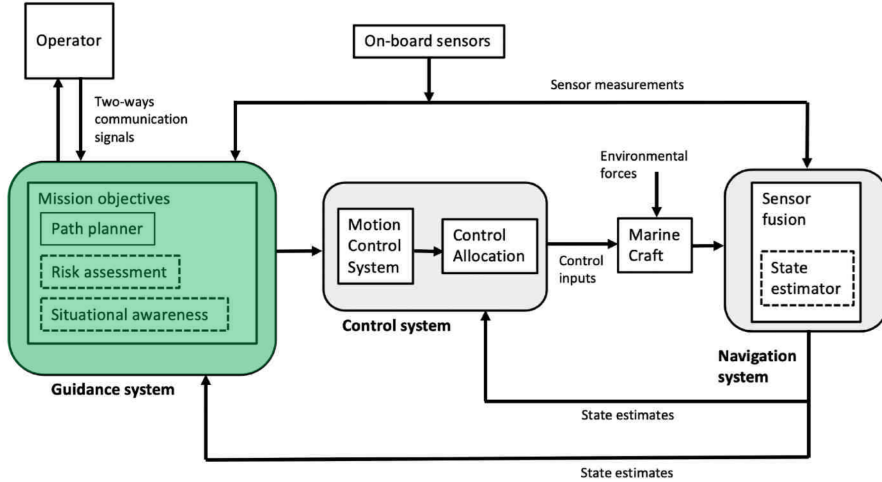 Operator
On-board sensors
Two-ways
communication
signals
Sensor measurements
Mission objectives
Path planner
Risk assessment
Situational awareness
Guidance system
Motion
Control
System
Control
Allocation
Control system
Control
inputs
Environmental
forces
Marine
Craft
Sensor
fusion
State
estimator
Navigation
system
State estimates
State estimates